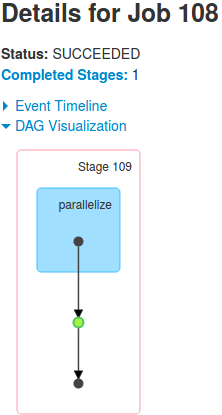 Details for Job 108
Status: SUCCEEDED
Completed Stages: 1
Event Timeline
DAG Visualization
Stage 109
parallelize